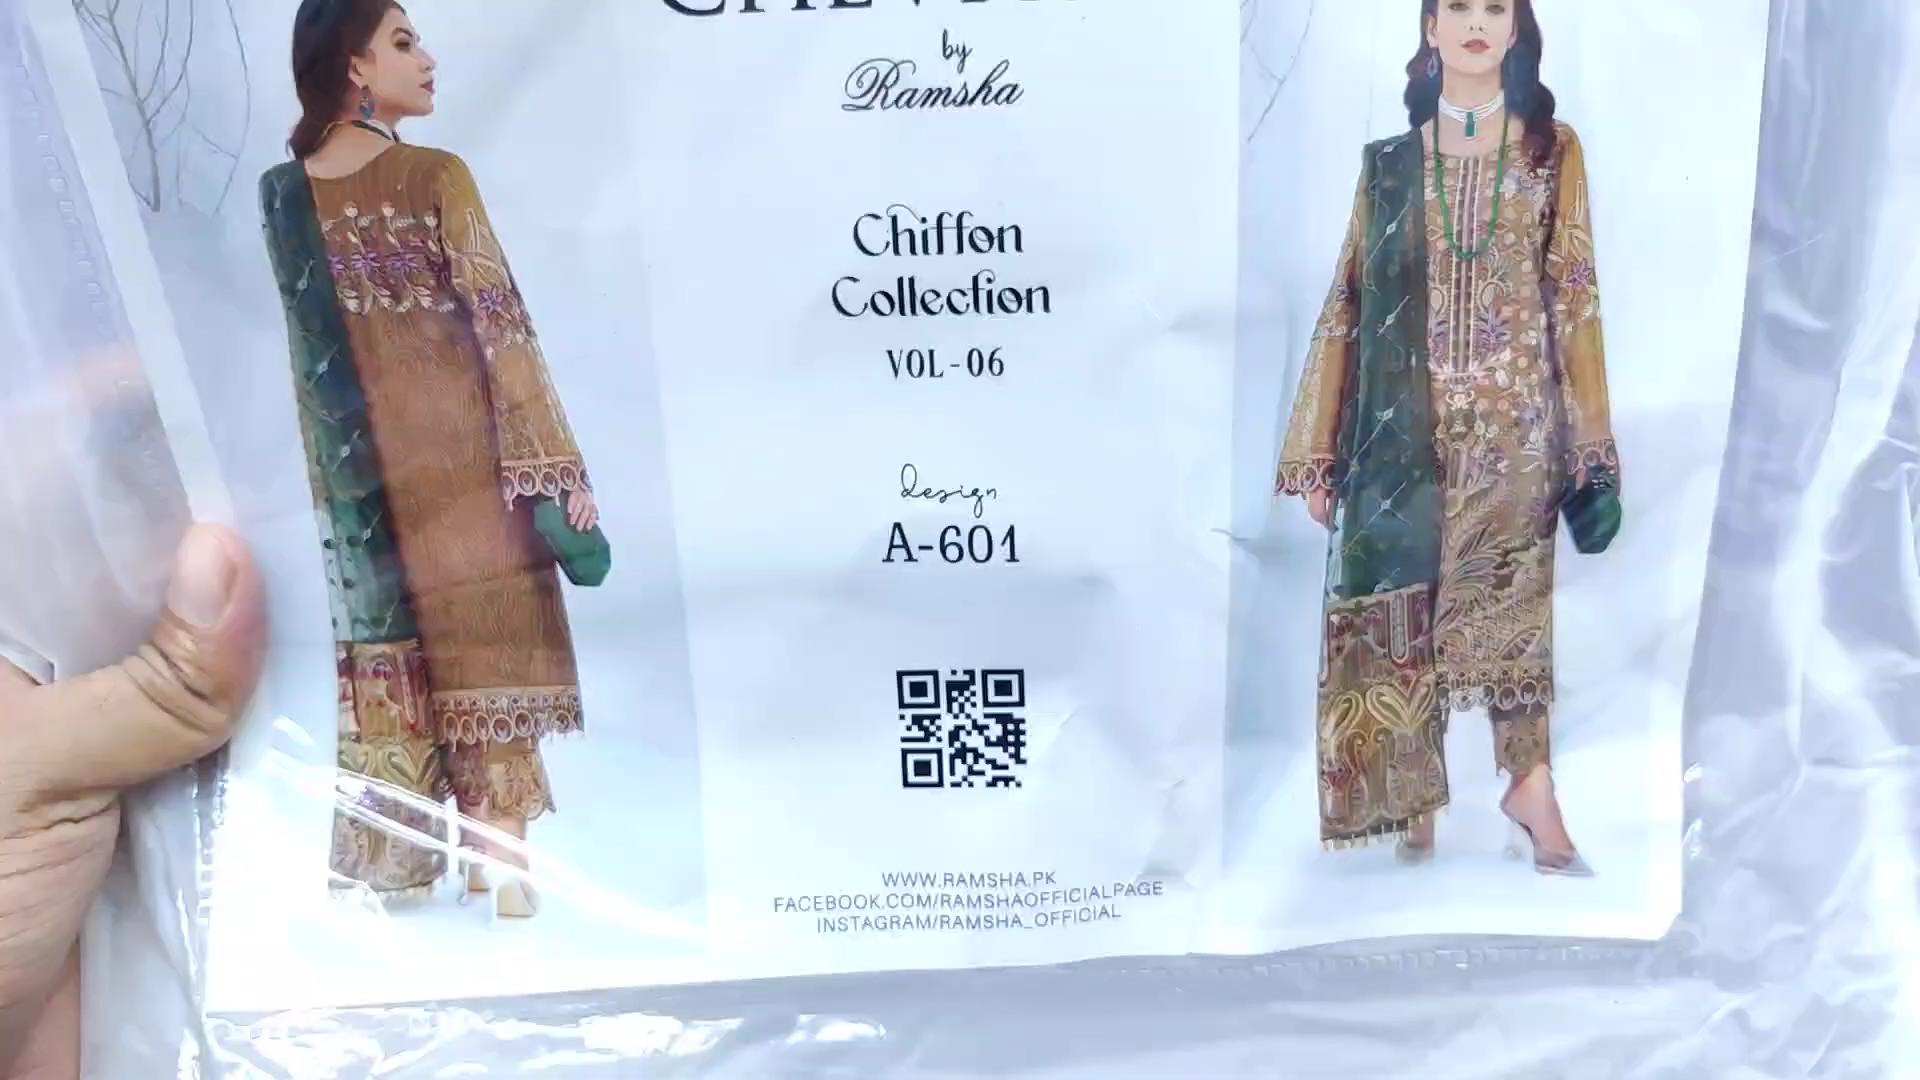 by
Ramsha
Chiffon
Collection
VOL-06
design
A-601
WWW.RAMSHA.PK
FACEBOOK.COM/RAMSHAOFFICIALPAGE
INSTAGRAM/RAMSHA_OFFICIAL